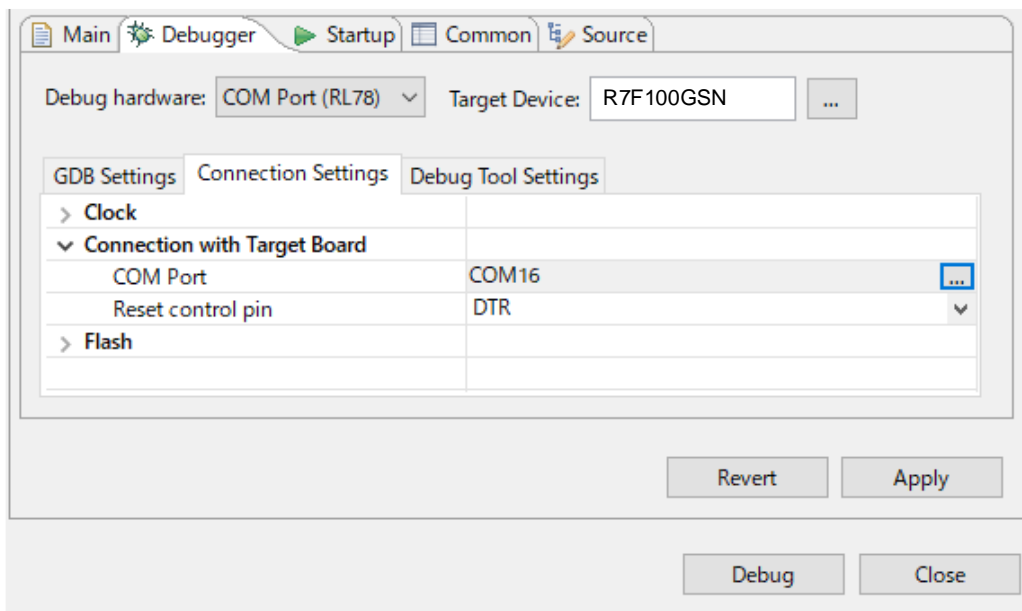 Main Debugger Startup Common Source
Debug hardware: COM Port (RL78) Target Device: R7F100GSN ...
GDB Settings Connection Settings Debug Tool Settings
Clock
Connection with Target Board
COM Port COM16 ...
Reset control pin DTR
Flash
Revert Apply
Debug Close